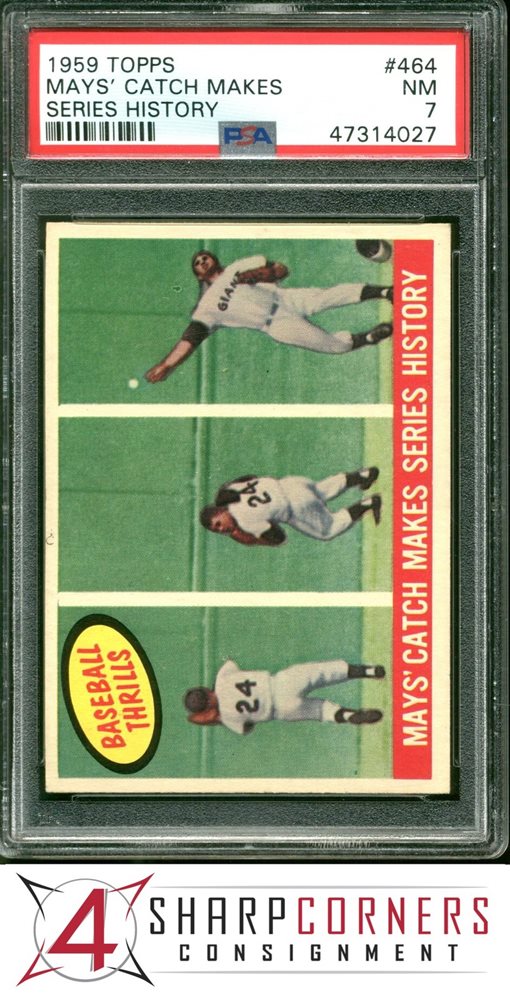 1959 TOPPS #464
MAYS' CATCH MAKES NM
SERIES HISTORY 7
PSA 47314027
GIANT
24
24
BASEBALL
THRILLS
MAYS' CATCH MAKES SERIES HISTORY
4 SHARPCORNERS
CONSIGNMENT